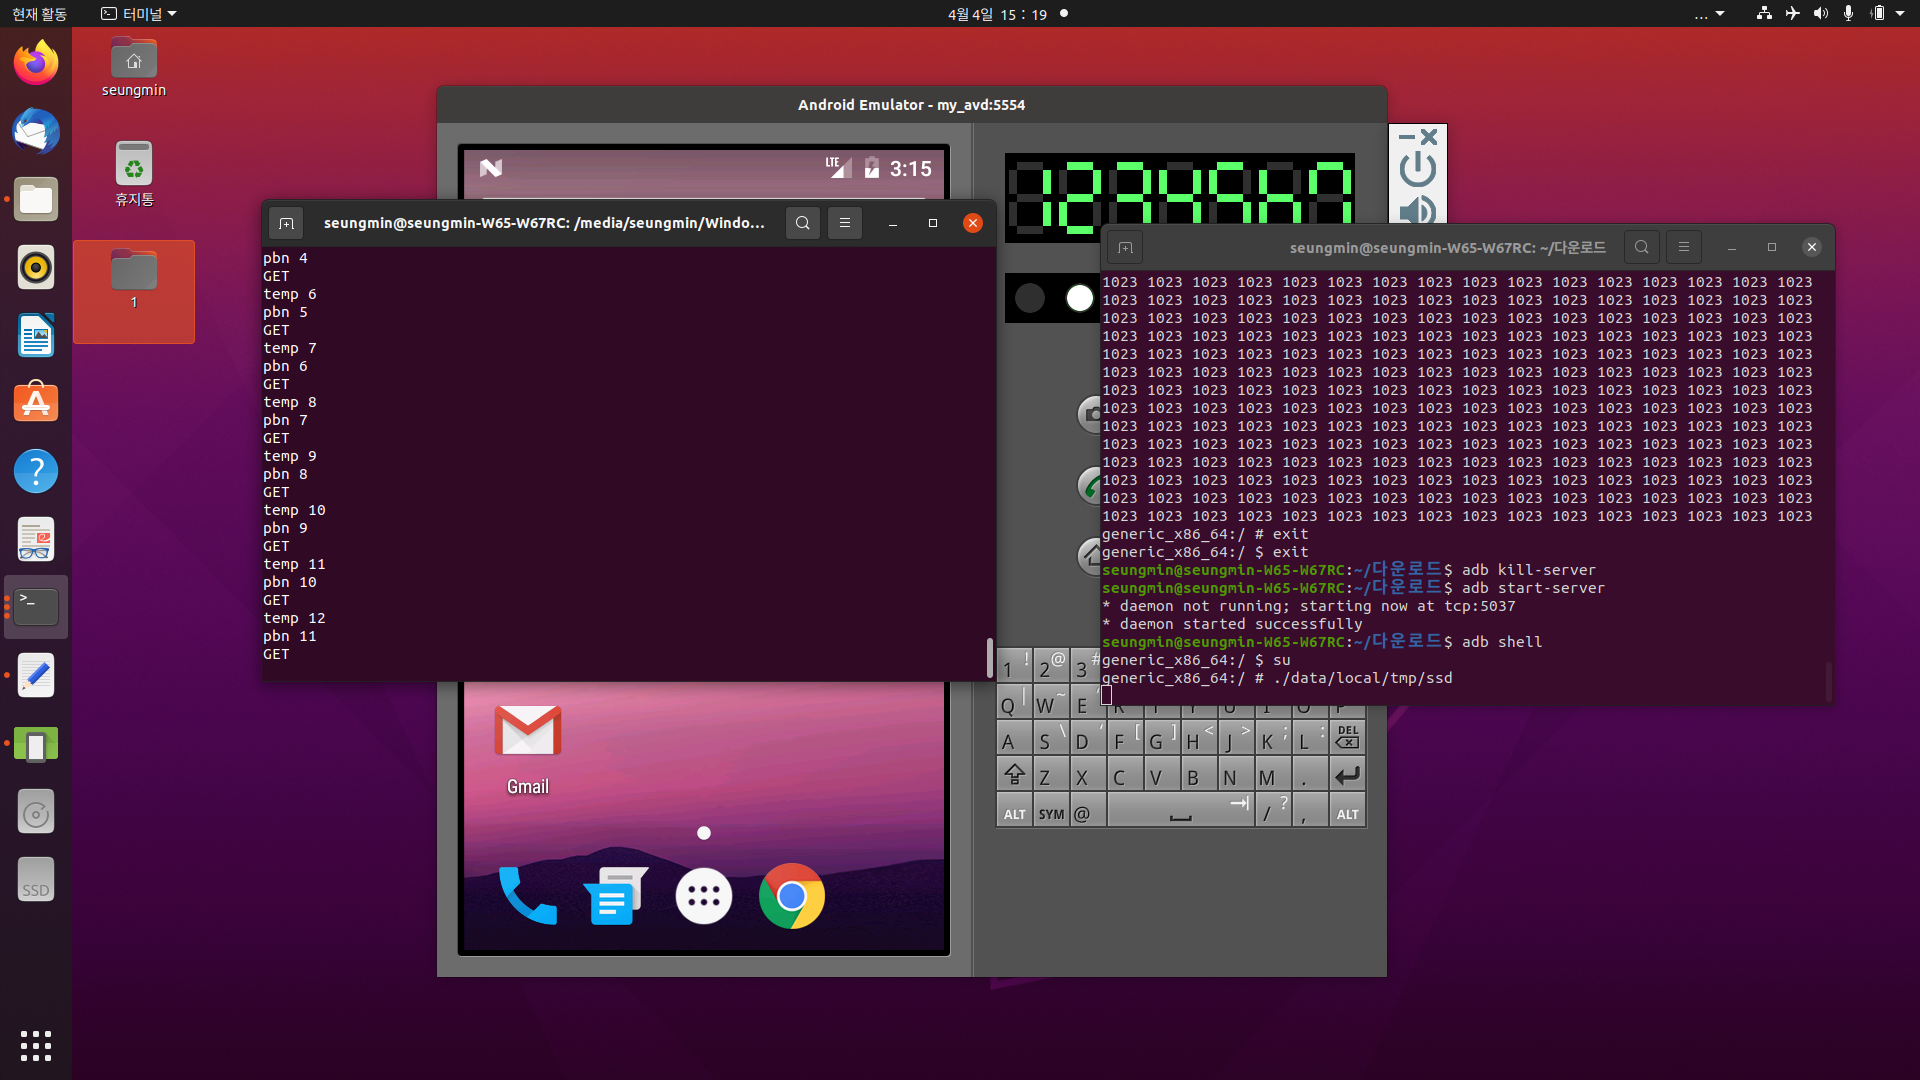 현재 활동
터미널
4월 4일 15 : 19
...
seungmin
휴지통
1
SSD
Android Emulator - my_avd:5554
LTE
3:15
seungmin@seungmin-W65-W67RC: /media/seungmin/Windo...
pbn 4
GET
temp 6
pbn 5
GET
temp 7
pbn 6
GET
temp 8
pbn 7
GET
temp 9
pbn 8
GET
temp 10
pbn 9
GET
temp 11
pbn 10
GET
temp 12
pbn 11
GET
Gmail
seungmin@seungmin-W65-W67RC: ~/다운로드
1023 1023 1023 1023 1023 1023 1023 1023 1023 1023 1023 1023 1023 1023 1023 1023
1023 1023 1023 1023 1023 1023 1023 1023 1023 1023 1023 1023 1023 1023 1023 1023
1023 1023 1023 1023 1023 1023 1023 1023 1023 1023 1023 1023 1023 1023 1023 1023
1023 1023 1023 1023 1023 1023 1023 1023 1023 1023 1023 1023 1023 1023 1023 1023
1023 1023 1023 1023 1023 1023 1023 1023 1023 1023 1023 1023 1023 1023 1023 1023
1023 1023 1023 1023 1023 1023 1023 1023 1023 1023 1023 1023 1023 1023 1023 1023
1023 1023 1023 1023 1023 1023 1023 1023 1023 1023 1023 1023 1023 1023 1023 1023
1023 1023 1023 1023 1023 1023 1023 1023 1023 1023 1023 1023 1023 1023 1023 1023
1023 1023 1023 1023 1023 1023 1023 1023 1023 1023 1023 1023 1023 1023 1023 1023
1023 1023 1023 1023 1023 1023 1023 1023 1023 1023 1023 1023 1023 1023 1023 1023
1023 1023 1023 1023 1023 1023 1023 1023 1023 1023 1023 1023 1023 1023 1023 1023
1023 1023 1023 1023 1023 1023 1023 1023 1023 1023 1023 1023 1023 1023 1023 1023
1023 1023 1023 1023 1023 1023 1023 1023 1023 1023 1023 1023 1023 1023 1023 1023
1023 1023 1023 1023 1023 1023 1023 1023 1023 1023 1023 1023 1023 1023 1023 1023
generic_x86_64:/ # exit
generic_x86_64:/ $ exit
seungmin@seungmin-W65-W67RC:~/다운로드$ adb kill-server
seungmin@seungmin-W65-W67RC:~/다운로드$ adb start-server
* daemon not running; starting now at tcp:5037
* daemon started successfully
seungmin@seungmin-W65-W67RC:~/다운로드$ adb shell
generic_x86_64:/ $ su
generic_x86_64:/ # ./data/local/tmp/ssd
1 ! 2 @ 3 #
Q | W ~ E
A S \ D ' F [ G ] H < J > K ; L : DEL
Z X C V B N M .
ALT SYM @ / ? , ALT